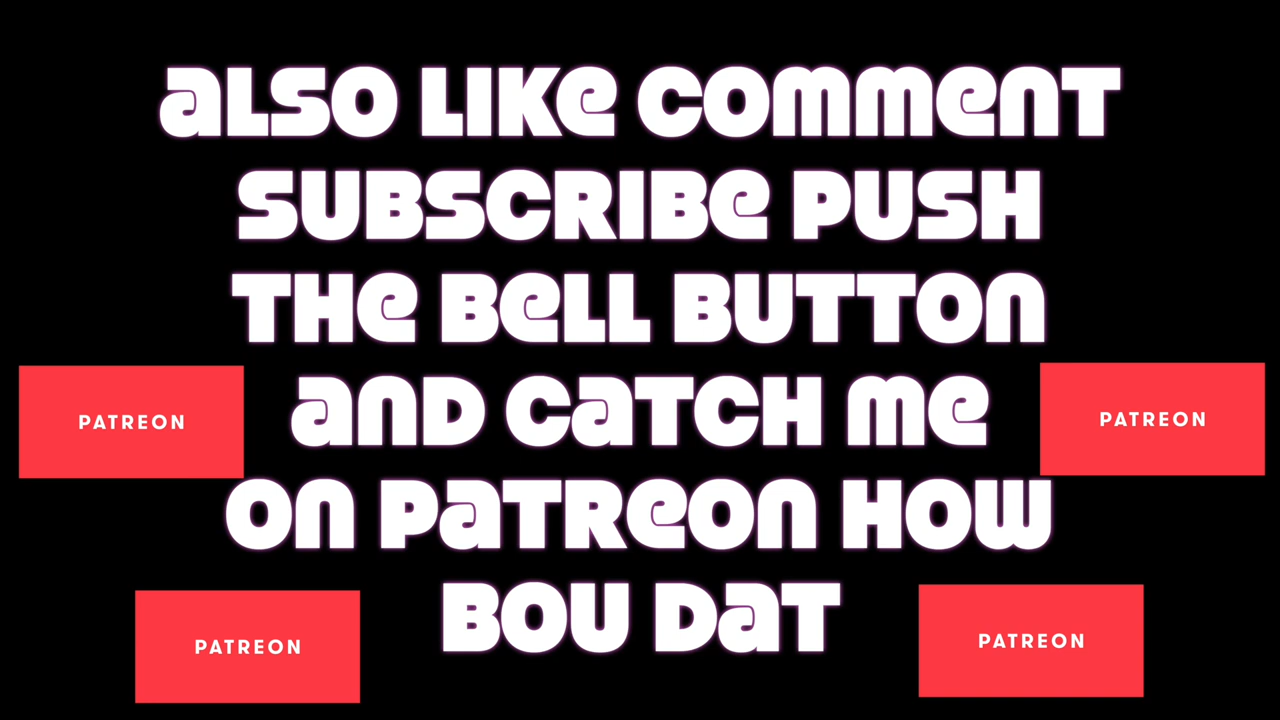 aLSO LIKe COmmenT
SUBSCRIBe PUSH
THe BeLL BUTTOn
anD CaTCH me
PATREON
PATREON
On PaTReOn HOW
BOU DaT
PATREON
PATREON